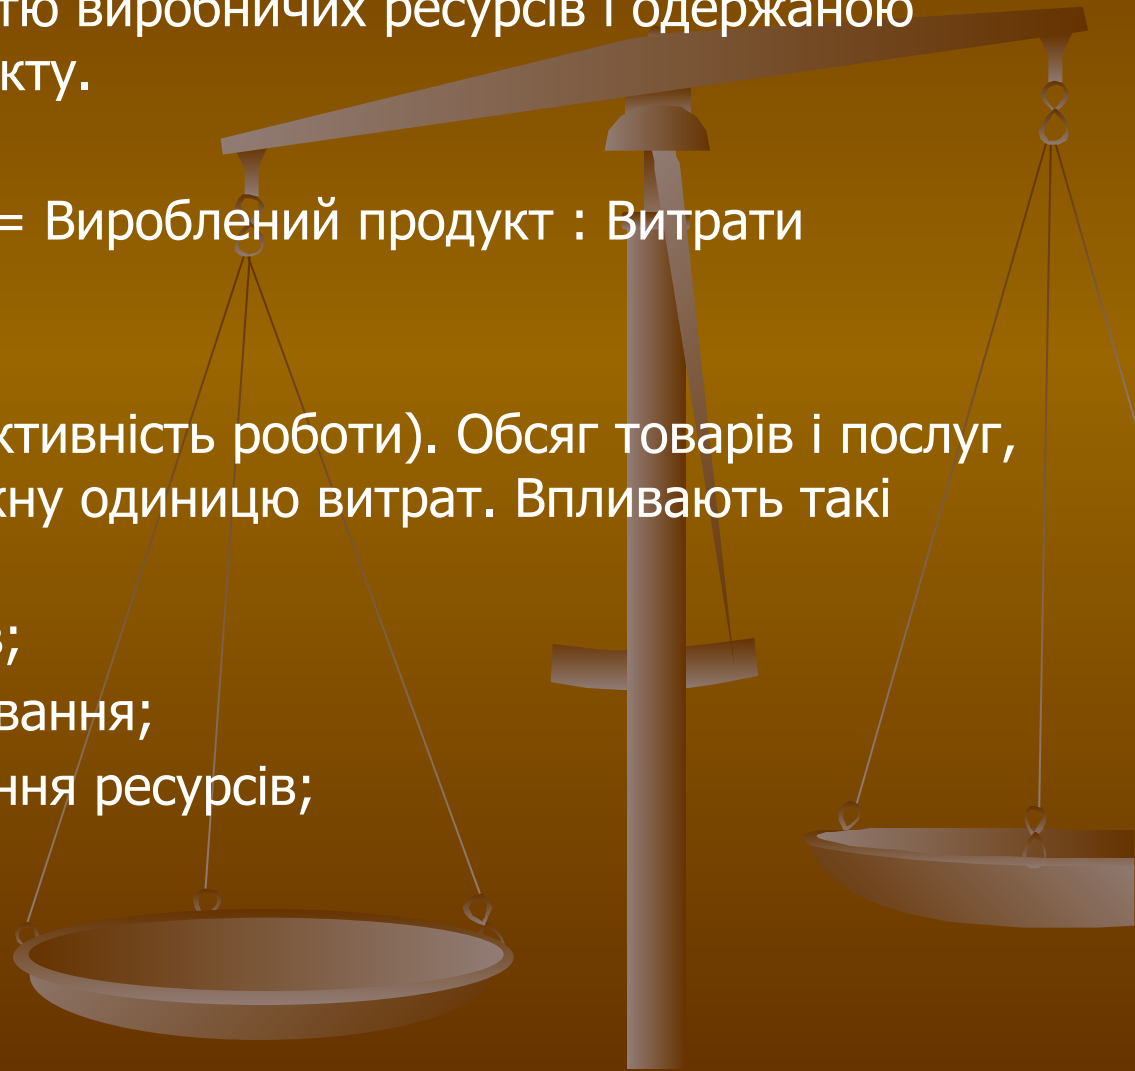 тю виробничих ресурсів і одержаною
кту.
= Вироблений продукт : Витрати
ктивність роботи). Обсяг товарів і послуг,
жну одиницю витрат. Впливають такі
в;
вання;
ння ресурсів;